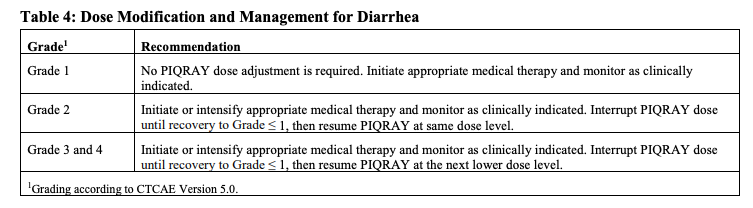 Table 4: Dose Modification and Management for Diarrhea
Grade¹ Recommendation
Grade 1 No PIQRAY dose adjustment is required. Initiate appropriate medical therapy and monitor as clinically
indicated.
Grade 2 Initiate or intensify appropriate medical therapy and monitor as clinically indicated. Interrupt PIQRAY dose
until recovery to Grade ≤ 1, then resume PIQRAY at same dose level.
Grade 3 and 4 Initiate or intensify appropriate medical therapy and monitor as clinically indicated. Interrupt PIQRAY dose
until recovery to Grade ≤ 1, then resume PIQRAY at the next lower dose level.
¹Grading according to CTCAE Version 5.0.